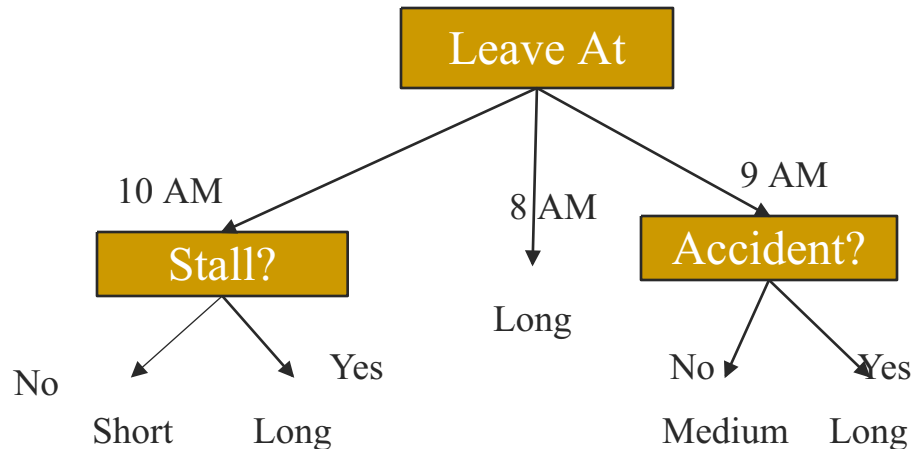 Leave At
10 AM
8 AM
9 AM
Stall?
Accident?
Long
No
Yes
No
Yes
Short
Long
Medium
Long